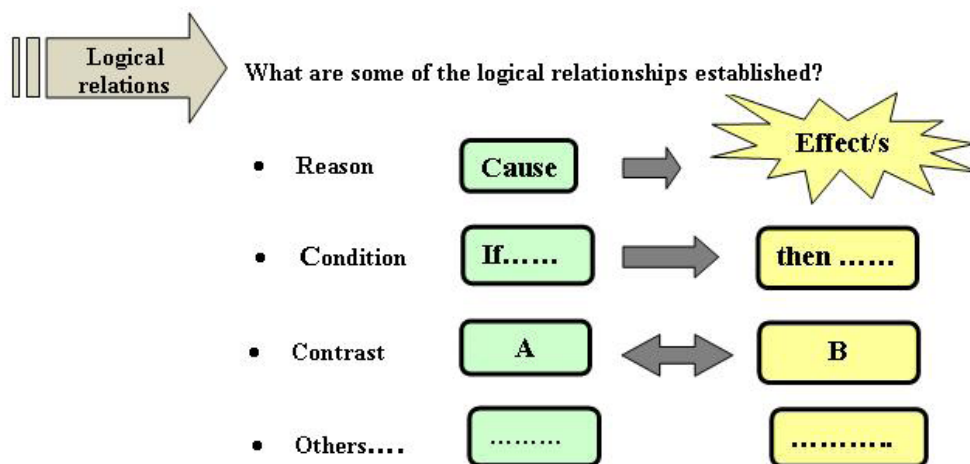 Logical
relations
What are some of the logical relationships established?
• Reason Cause Effect/s
• Condition If...... then ......
• Contrast A B
• Others.... ......... ...........